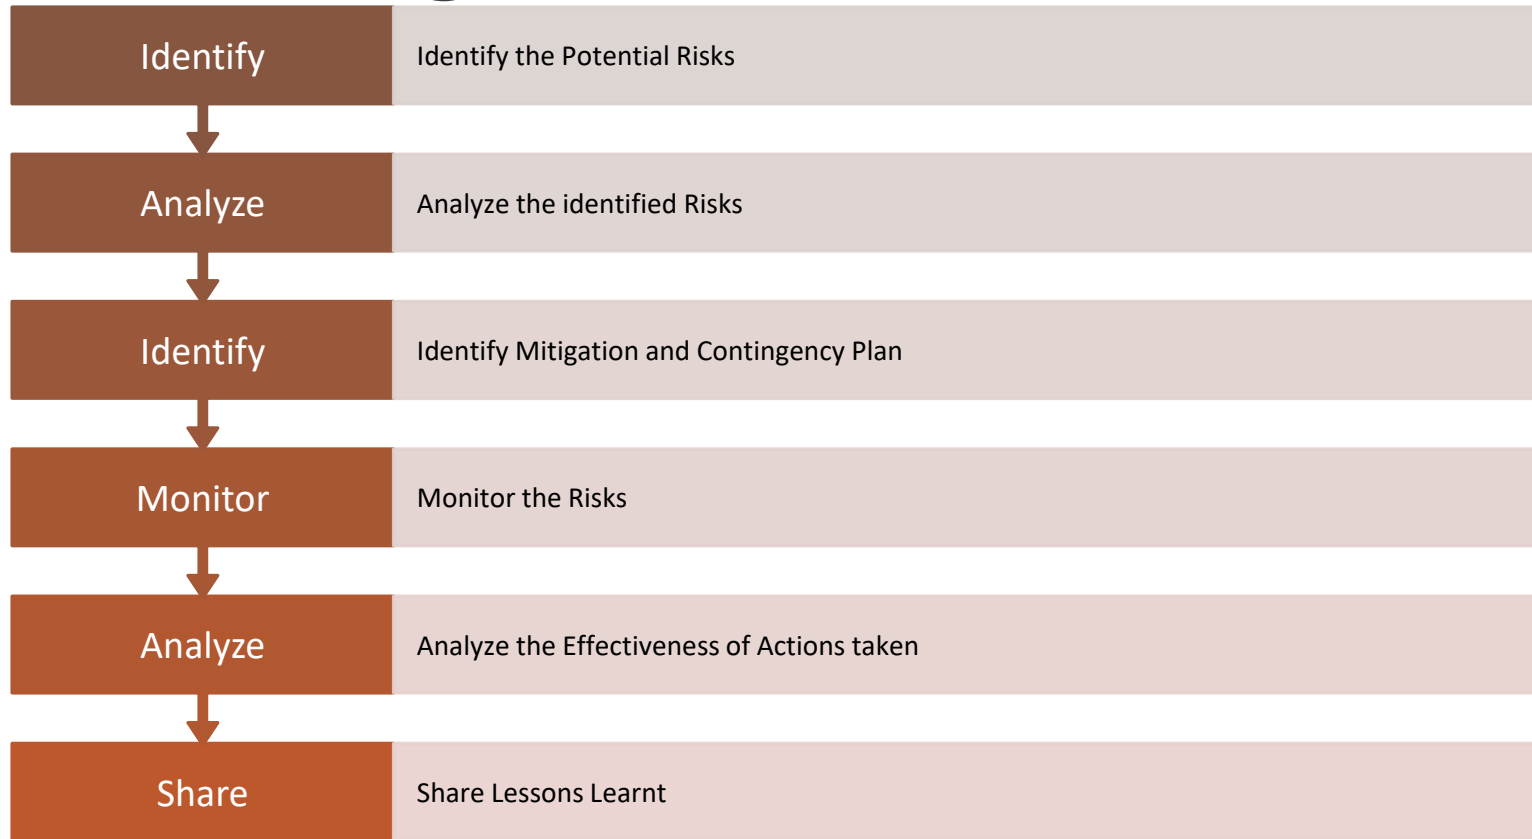 Identify
Identify the Potential Risks
Analyze
Analyze the identified Risks
Identify
Identify Mitigation and Contingency Plan
Monitor
Monitor the Risks
Analyze
Analyze the Effectiveness of Actions taken
Share
Share Lessons Learnt